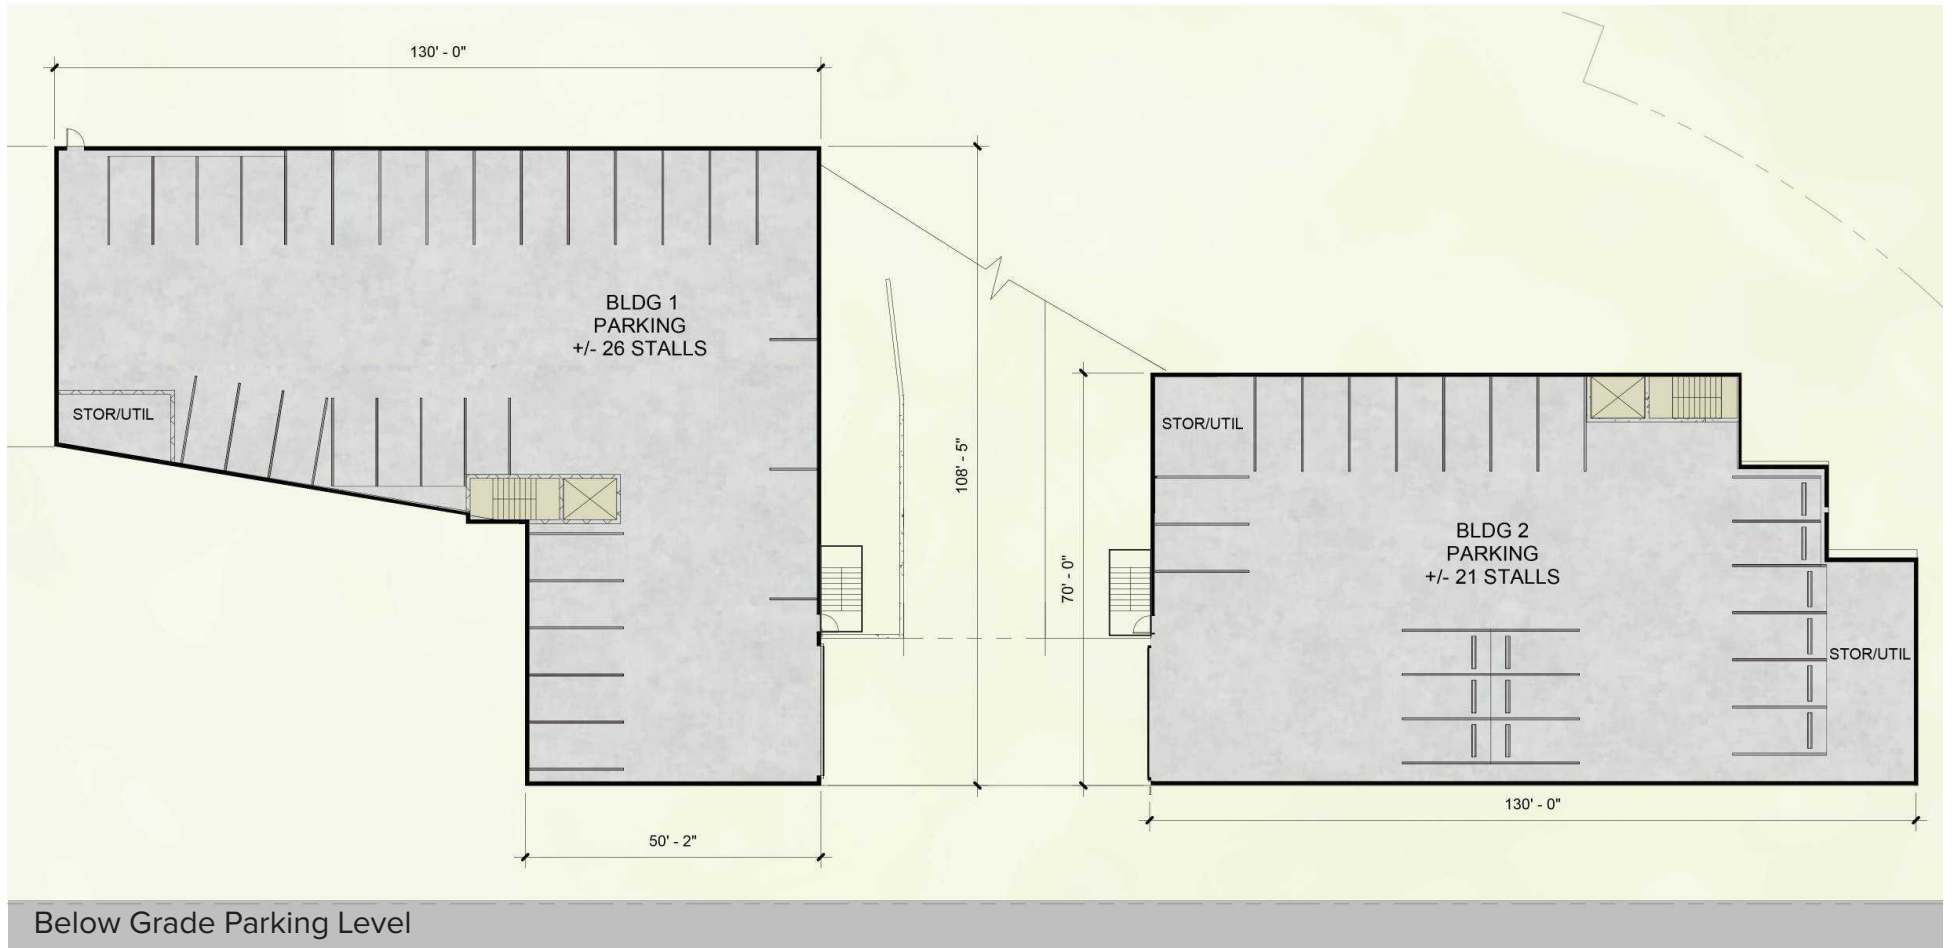 130' - 0"
BLDG 1
PARKING
+/- 26 STALLS
STOR/UTIL
108' - 5"
50' - 2"
70' - 0"
STOR/UTIL
BLDG 2
PARKING
+/- 21 STALLS
STOR/UTIL
130' - 0"
Below Grade Parking Level